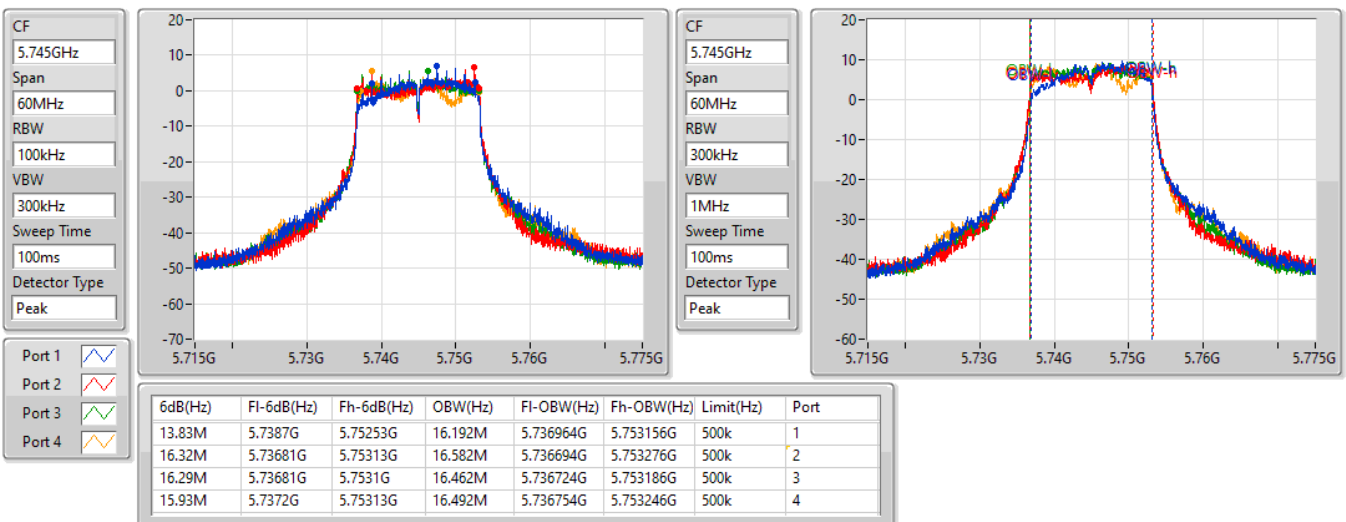 CF
5.745GHz
Span
60MHz
RBW
100kHz
VBW
300kHz
Sweep Time
100ms
Detector Type
Peak
Port 1
Port 2
Port 3
Port 4
20
10
0
-10
-20
-30
-40
-50
-60
-70
5.715G 5.73G 5.74G 5.75G 5.76G 5.775G
CF
5.745GHz
Span
60MHz
RBW
300kHz
VBW
1MHz
Sweep Time
100ms
Detector Type
Peak
20
10
0
-10
-20
-30
-40
-50
-60
5.715G 5.73G 5.74G 5.75G 5.76G 5.775G
6dB(Hz) Fl-6dB(Hz) Fh-6dB(Hz) OBW(Hz) Fl-OBW(Hz) Fh-OBW(Hz) Limit(Hz) Port
13.83M 5.7387G 5.75253G 16.192M 5.736964G 5.753156G 500k 1
16.32M 5.73681G 5.75313G 16.582M 5.736694G 5.753276G 500k 2
16.29M 5.73681G 5.7531G 16.462M 5.736724G 5.753186G 500k 3
15.93M 5.7372G 5.75313G 16.492M 5.736754G 5.753246G 500k 4